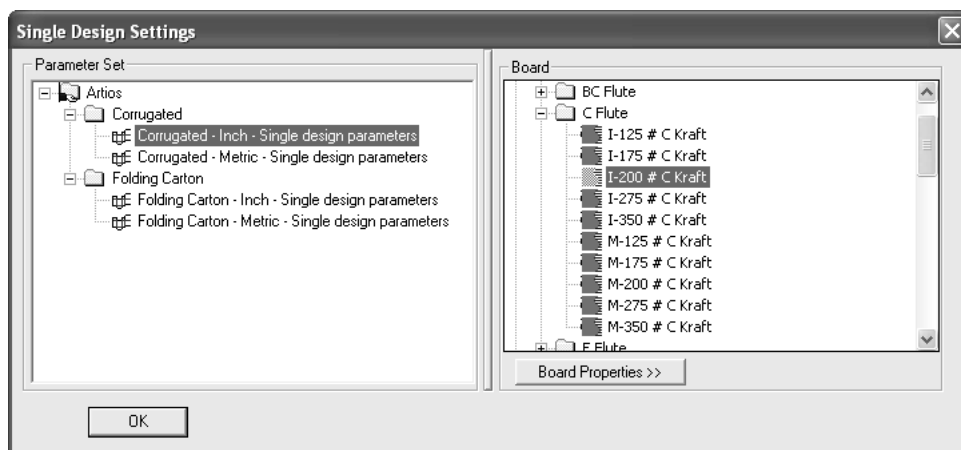 Single Design Settings
Parameter Set
Artios
Corrugated
Corrugated - Inch - Single design parameters
Corrugated - Metric - Single design parameters
Folding Carton
Folding Carton - Inch - Single design parameters
Folding Carton - Metric - Single design parameters
OK
Board
BC Flute
C Flute
I-125 # C Kraft
I-175 # C Kraft
I-200 # C Kraft
I-275 # C Kraft
I-350 # C Kraft
M-125 # C Kraft
M-175 # C Kraft
M-200 # C Kraft
M-275 # C Kraft
M-350 # C Kraft
Flute
Board Properties >>